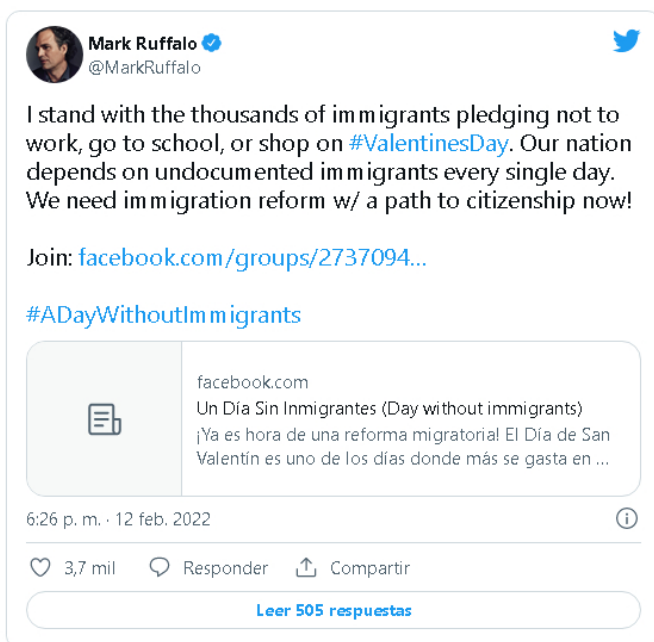 Mark Ruffalo
@MarkRuffalo
I stand with the thousands of immigrants pledging not to
work, go to school, or shop on #ValentinesDay. Our nation
depends on undocumented immigrants every single day.
We need immigration reform w/ a path to citizenship now!
Join: facebook.com/groups/2737094...
#ADayWithoutImmigrants
facebook.com
Un Día Sin Inmigrantes (Day without immigrants)
¡Ya es hora de una reforma migratoria! El Día de San
Valentín es uno de los días donde más se gasta en ...
6:26 p. m. · 12 feb. 2022
3,7 mil Responder Compartir
Leer 505 respuestas